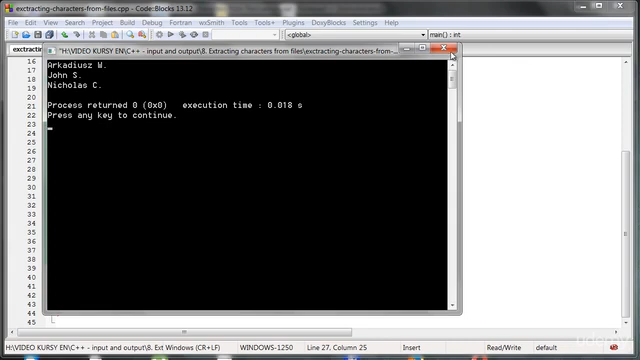 exctracting-characters-from-files.cpp - Code::Blocks 13.12
File Edit View Search Project Build Debug Fortran wxSmith Tools Tools+ Plugins DoxyBlocks Settings Help
<global> main() : int
exctracting
"H:\VIDEO KURSY EN\C++ - input and output\8. Extracting characters from files\exctracting-characters-from-...
Arkadiusz W.
John S.
Nicholas C.
Process returned 0 (0x0) execution time : 0.018 s
Press any key to continue.
16
17
18
19
20
21
22
23
24
25
26
27
28
29
30
31
32
33
34
35
36
37
38
39
40
41
42
43
44
45
H:\VIDEO KURSY EN\C++ - input and output\8. Ext Windows (CR+LF) WINDOWS-1250 Line 27, Column 25 Insert Read/Write default